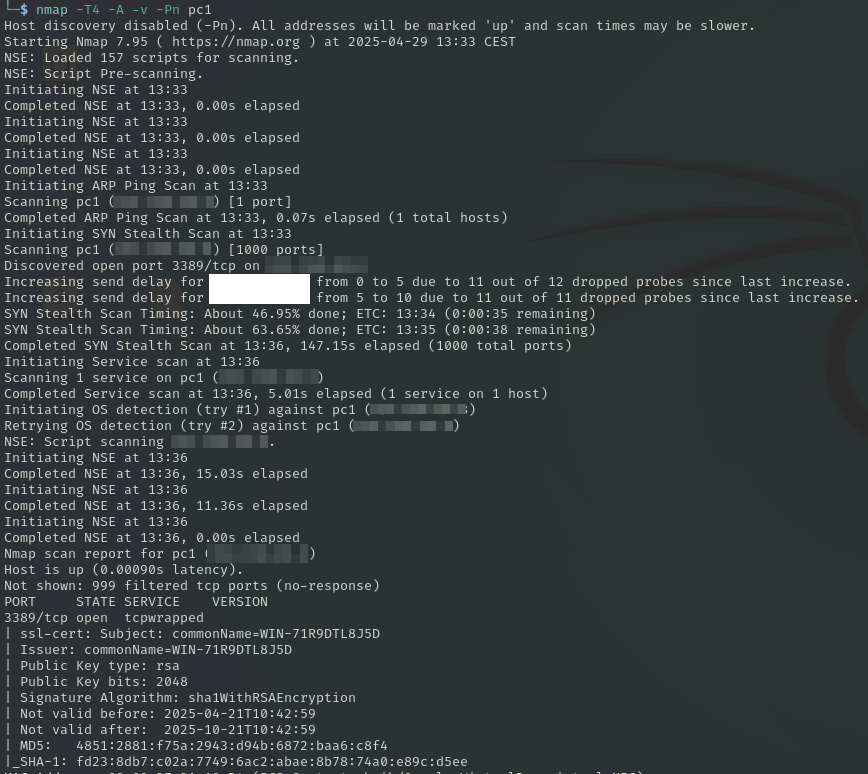 └─$ nmap -T4 -A -v -Pn pc1
Host discovery disabled (-Pn). All addresses will be marked 'up' and scan times may be slower.
Starting Nmap 7.95 ( https://nmap.org ) at 2025-04-29 13:33 CEST
NSE: Loaded 157 scripts for scanning.
NSE: Script Pre-scanning.
Initiating NSE at 13:33
Completed NSE at 13:33, 0.00s elapsed
Initiating NSE at 13:33
Completed NSE at 13:33, 0.00s elapsed
Initiating NSE at 13:33
Completed NSE at 13:33, 0.00s elapsed
Initiating ARP Ping Scan at 13:33
Scanning pc1 ( ) [1 port]
Completed ARP Ping Scan at 13:33, 0.07s elapsed (1 total hosts)
Initiating SYN Stealth Scan at 13:33
Scanning pc1 ( ) [1000 ports]
Discovered open port 3389/tcp on
Increasing send delay for from 0 to 5 due to 11 out of 12 dropped probes since last increase.
Increasing send delay for from 5 to 10 due to 11 out of 11 dropped probes since last increase.
SYN Stealth Scan Timing: About 46.95% done; ETC: 13:34 (0:00:35 remaining)
SYN Stealth Scan Timing: About 63.65% done; ETC: 13:35 (0:00:38 remaining)
Completed SYN Stealth Scan at 13:36, 147.15s elapsed (1000 total ports)
Initiating Service scan at 13:36
Scanning 1 service on pc1 ( )
Completed Service scan at 13:36, 5.01s elapsed (1 service on 1 host)
Initiating OS detection (try #1) against pc1 ( )
Retrying OS detection (try #2) against pc1 ( )
NSE: Script scanning .
Initiating NSE at 13:36
Completed NSE at 13:36, 15.03s elapsed
Initiating NSE at 13:36
Completed NSE at 13:36, 11.36s elapsed
Initiating NSE at 13:36
Completed NSE at 13:36, 0.00s elapsed
Nmap scan report for pc1 ( )
Host is up (0.00090s latency).
Not shown: 999 filtered tcp ports (no-response)
PORT     STATE SERVICE    VERSION
3389/tcp open  tcpwrapped
| ssl-cert: Subject: commonName=WIN-71R9DTL8J5D
| Issuer: commonName=WIN-71R9DTL8J5D
| Public Key type: rsa
| Public Key bits: 2048
| Signature Algorithm: sha1WithRSAEncryption
| Not valid before: 2025-04-21T10:42:59
| Not valid after:  2025-10-21T10:42:59
| MD5:   4851:2881:f75a:2943:d94b:6872:baa6:c8f4
|_SHA-1: fd23:8db7:c02a:7749:6ac2:abae:8b78:74a0:e89c:d5ee